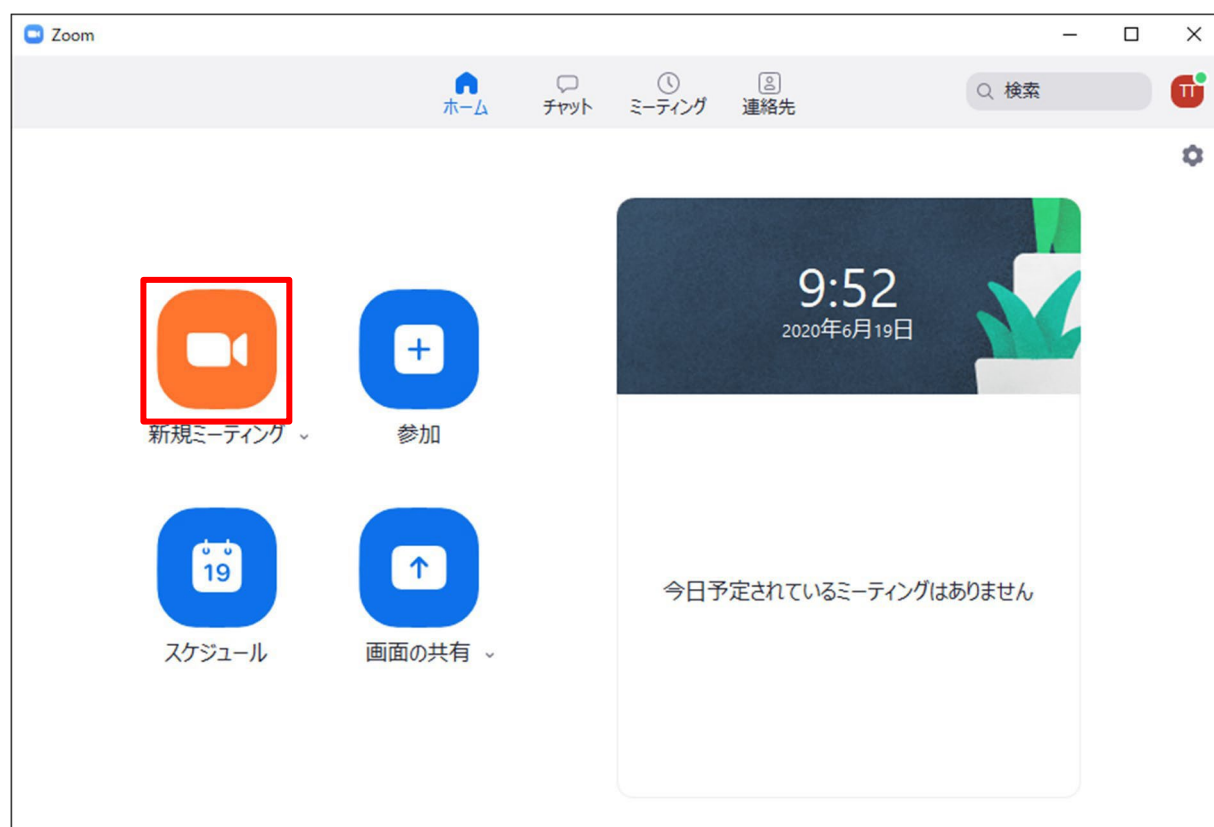 Zoom
ホーム
チャット
ミーティング
連絡先
検索
TT
9:52
2020年6月19日
新規ミーティング
参加
19
スケジュール
画面の共有
今日予定されているミーティングはありません